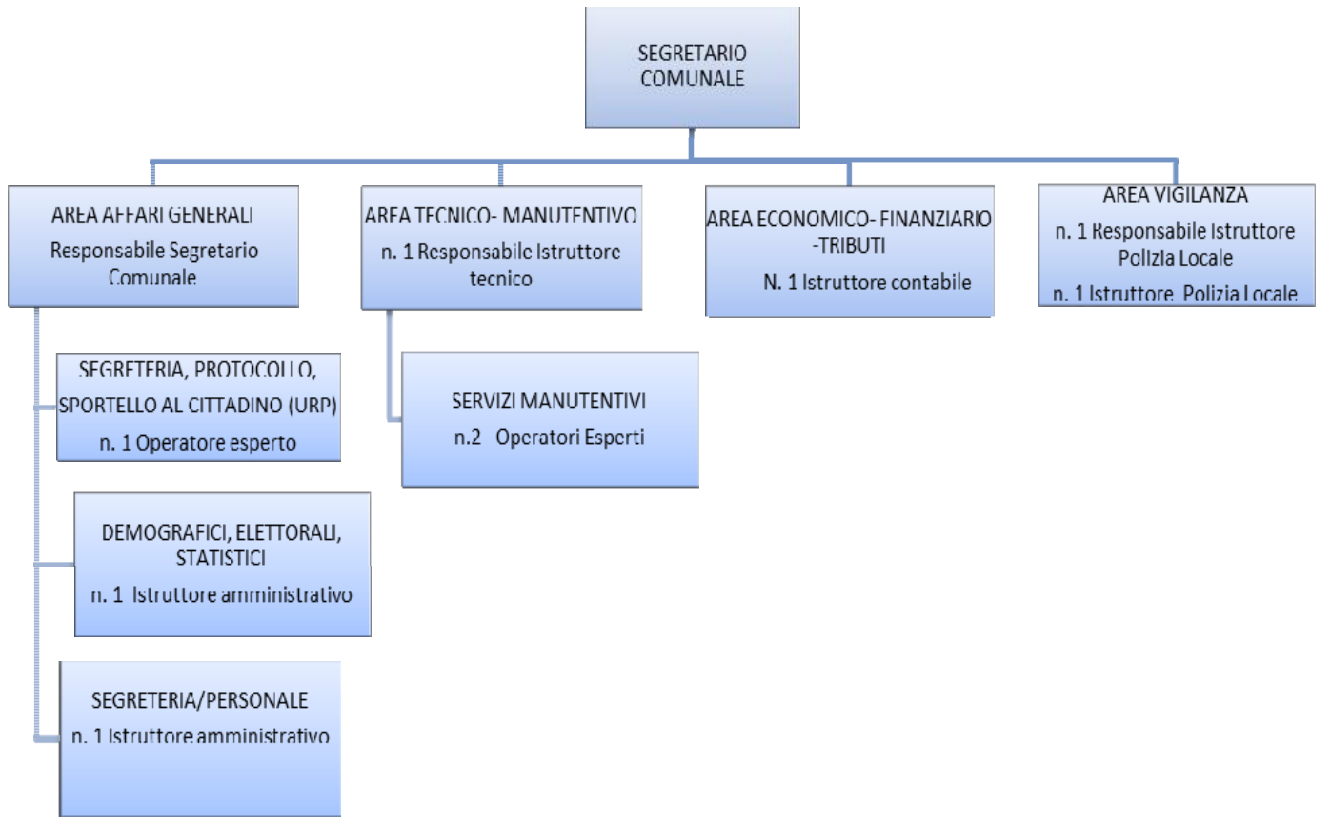 SEGRETARIO
COMUNALE
AREA AFFARI GENERALI
Responsabile Segretario
Comunale
AREA TECNICO- MANUTENTIVO
n. 1 Responsabile Istruttore
tecnico
AREA ECONOMICO- FINANZIARIO
-TRIBUTI
N. 1 Istruttore contabile
AREA VIGILANZA
n. 1 Responsabile Istruttore
Polizia Locale
n. 1 Istruttore Polizia Locale
SEGRETERIA, PROTOCOLLO,
SPORTELLO AL CITTADINO (URP)
n. 1 Operatore esperto
SERVIZI MANUTENTIVI
n.2 Operatori Esperti
DEMOGRAFICI, ELETTORALI,
STATISTICI
n. 1 Istruttore amministrativo
SEGRETERIA/PERSONALE
n. 1 Istruttore amministrativo